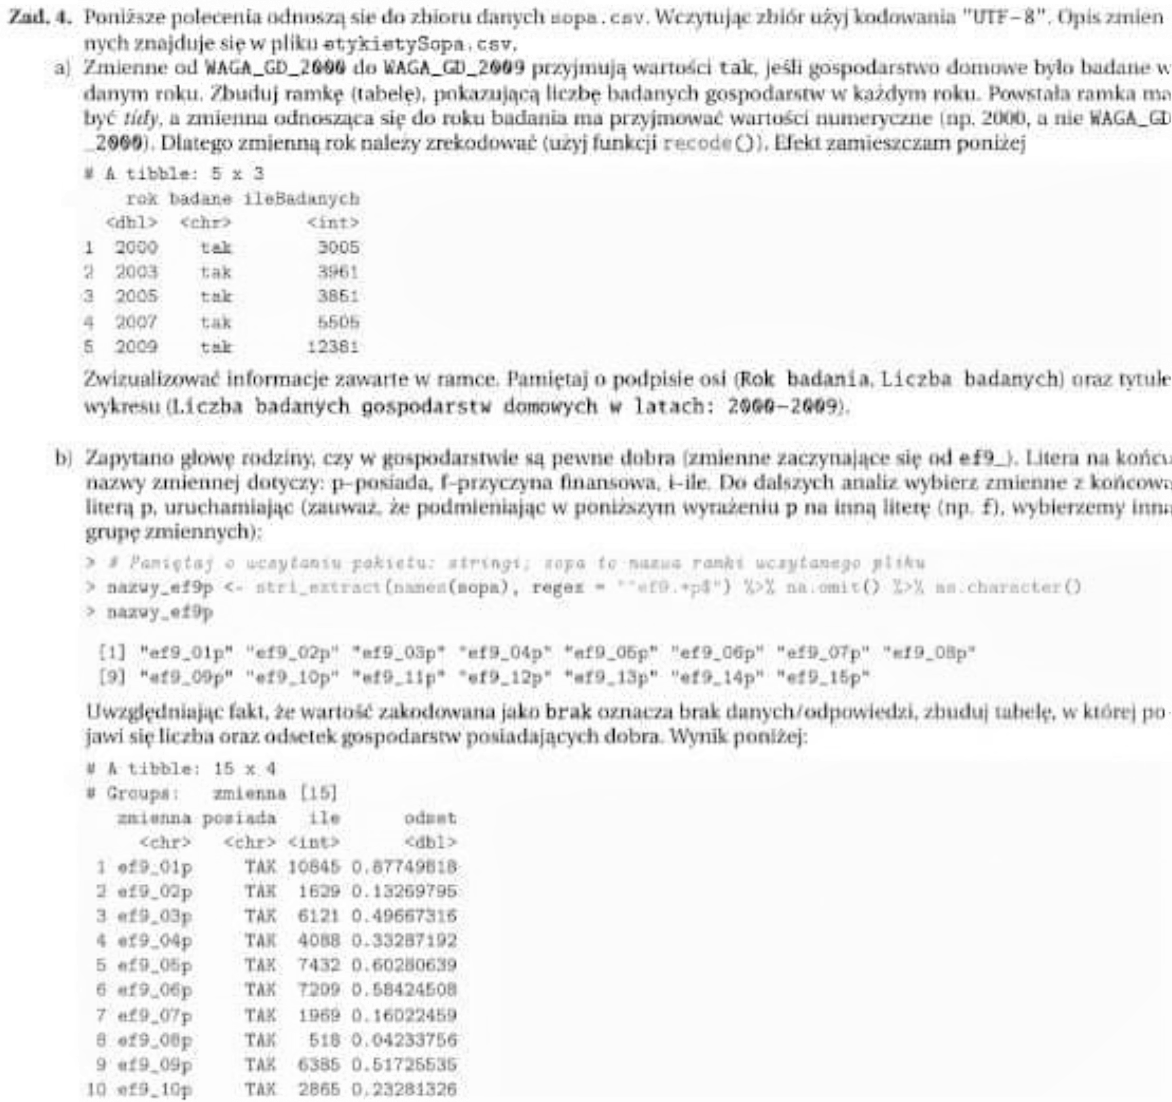 Zad. 4. Poniższe polecenia odnoszą sie do zbioru danych sopa.csv. Wczytując zbiór użyj kodowania "UTF-8". Opis zmien
nych znajduje się w pliku etykietySopa.csv.
a) Zmienne od WAGA_GD_2000 do WAGA_GD_2009 przyjmują wartości tak, jeśli gospodarstwo domowe było badane w
danym roku. Zbuduj ramkę (tabelę), pokazującą liczbę badanych gospodarstw w każdym roku. Powstała ramka ma
być tidy, a zmienna odnosząca się do roku badania ma przyjmować wartości numeryczne (np. 2000, a nie WAGA_GD
_2000). Dlatego zmienną rok należy zrekodować (użyj funkcji recode()). Efekt zamieszczam poniżej
# A tibble: 5 x 3
rok badane ileBadanych
<dbl> <chr> <int>
1 2000 tak 3005
2 2003 tak 3961
3 2005 tak 3851
4 2007 tak 5505
5 2009 tak 12381
Zwizualizować informacje zawarte w ramce. Pamiętaj o podpisie osi (Rok badania, Liczba badanych) oraz tytule
wykresu (Liczba badanych gospodarstw domowych w latach: 2000-2009).
b) Zapytano głowę rodziny, czy w gospodarstwie są pewne dobra (zmienne zaczynające się od ef9_). Litera na końcu
nazwy zmiennej dotyczy: p-posiada, f-przyczyna finansowa, i-ile. Do dalszych analiz wybierz zmienne z końcową
literą p, uruchamiając (zauważ, że podmieniając w poniższym wyrażeniu p na inną literę (np. f), wybierzemy inną
grupę zmiennych):
> # Pamiętaj o wczytaniu pakietu: stringi; sopa to nazwa ramki wczytanego pliku
> nazwy_ef9p <- stri_extract(names(sopa), regex = "^ef9.+p$") %>% na.omit() %>% as.character()
> nazwy_ef9p
[1] "ef9_01p" "ef9_02p" "ef9_03p" "ef9_04p" "ef9_05p" "ef9_06p" "ef9_07p" "ef9_08p"
[9] "ef9_09p" "ef9_10p" "ef9_11p" "ef9_12p" "ef9_13p" "ef9_14p" "ef9_15p"
Uwzględniając fakt, że wartość zakodowana jako brak oznacza brak danych/odpowiedzi, zbuduj tabelę, w której po
jawi się liczba oraz odsetek gospodarstw posiadających dobra. Wynik poniżej:
# A tibble: 15 x 4
# Groups: zmienna [15]
zmienna posiada ile odset
<chr> <chr> <int> <dbl>
1 ef9_01p TAK 10845 0.87749818
2 ef9_02p TAK 1629 0.13269795
3 ef9_03p TAK 6121 0.49667316
4 ef9_04p TAK 4088 0.33287192
5 ef9_05p TAK 7432 0.60280639
6 ef9_06p TAK 7209 0.58424508
7 ef9_07p TAK 1969 0.16022459
8 ef9_08p TAK 518 0.04233756
9 ef9_09p TAK 6385 0.51725535
10 ef9_10p TAK 2865 0.23281326